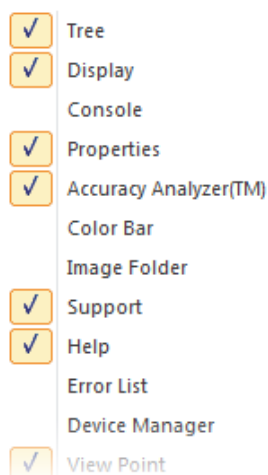 Tree
Display
Console
Properties
Accuracy Analyzer(TM)
Color Bar
Image Folder
Support
Help
Error List
Device Manager
View Point